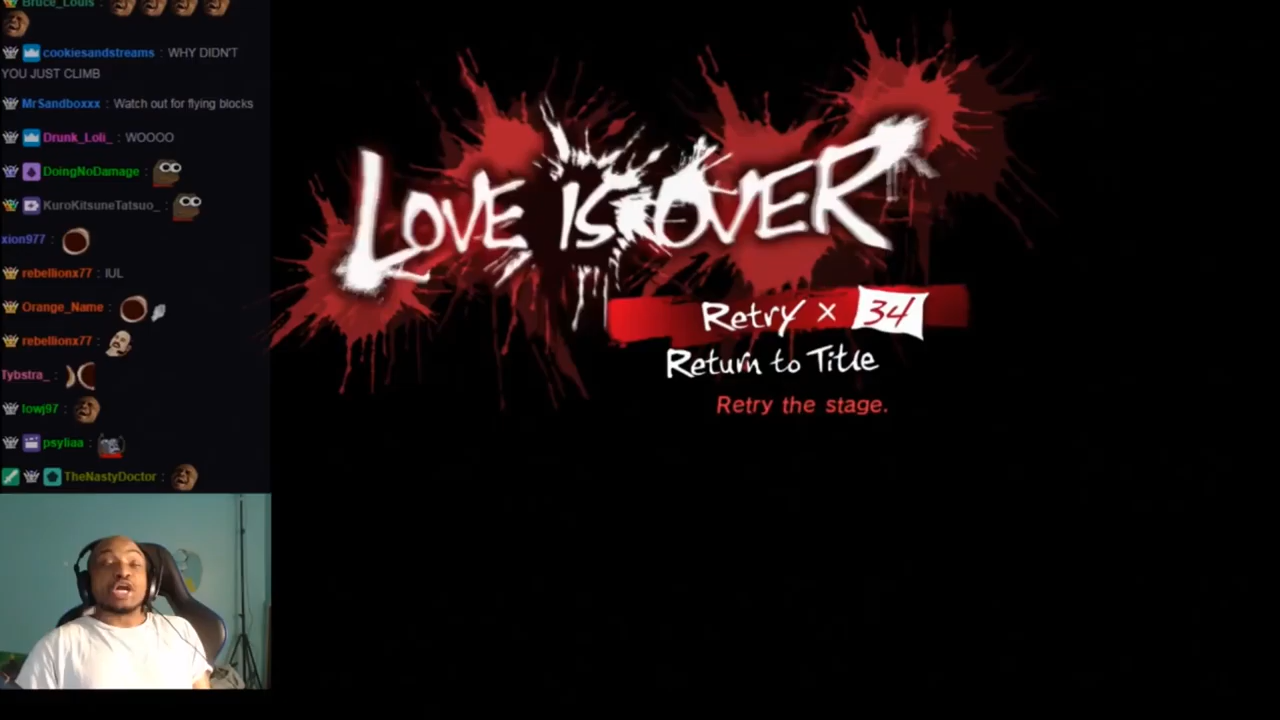 Bruce_Louis :
cookiesandstreams : WHY DIDN'T
YOU JUST CLIMB
MrSandboxxx : Watch out for flying blocks
Drunk_Loli_ : WOOOO
DoingNoDamage :
KuroKitsuneTatsuo_ :
xion977 :
rebellionx77 : IUL
Orange_Name :
rebellionx77 :
Tybstra_ :
lowj97 :
psyliaa :
TheNastyDoctor :
LOVE IS OVER
Retry × 34
Return to Title
Retry the stage.